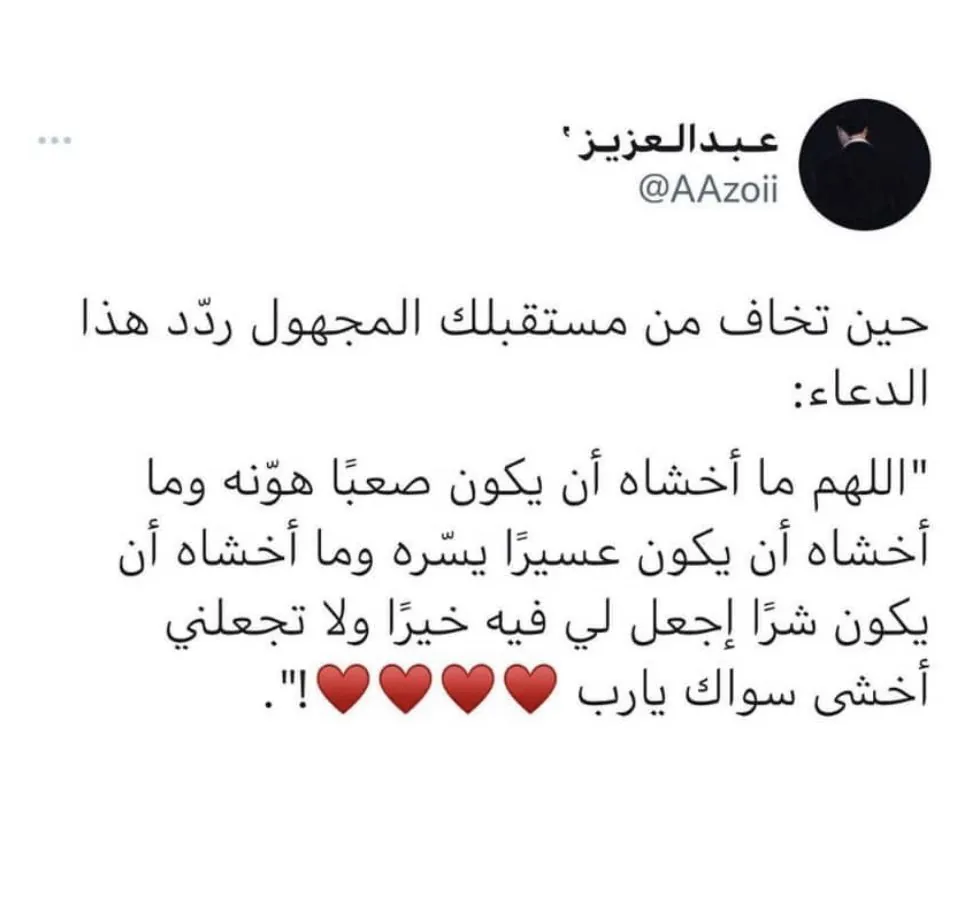 عبدالعزيز ⸲
@AAzoii
حين تخاف من مستقبلك المجهول ردّد هذا
الدعاء:
"اللهم ما أخشاه أن يكون صعبًا هوّنه وما
أخشاه أن يكون عسيرًا يسّره وما أخشاه أن
يكون شرًا إجعل لي فيه خيرًا ولا تجعلني
أخشى سواك يارب ♥️♥️♥️♥️!".